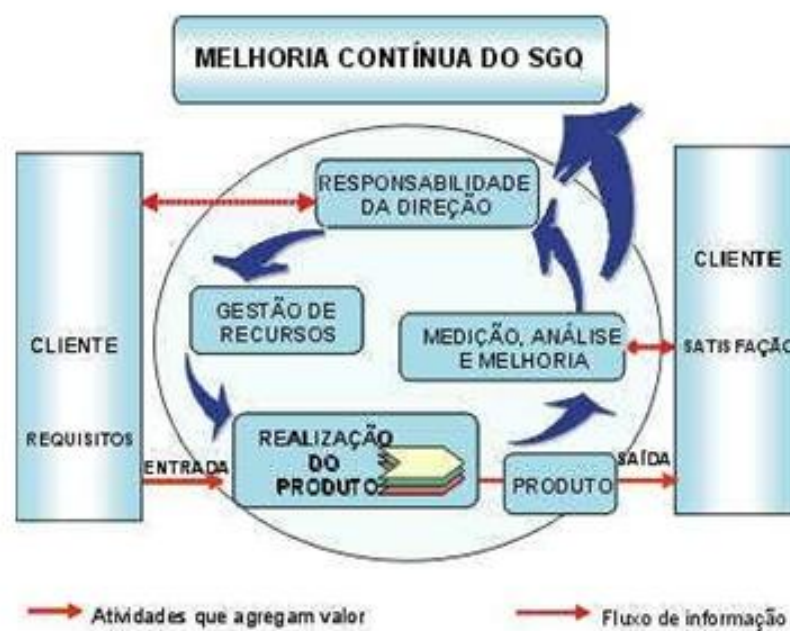 MELHORIA CONTÍNUA DO SGQ
RESPONSABILIDADE
DA DIREÇÃO
CLIENTE
REQUISITOS
GESTÃO DE
RECURSOS
MEDIÇÃO, ANÁLISE
E MELHORIA
CLIENTE
SATISFAÇÃO
ENTRADA
REALIZAÇÃO
DO
PRODUTO
PRODUTO
SAÍDA
Atividades que agregam valor
Fluxo de informação